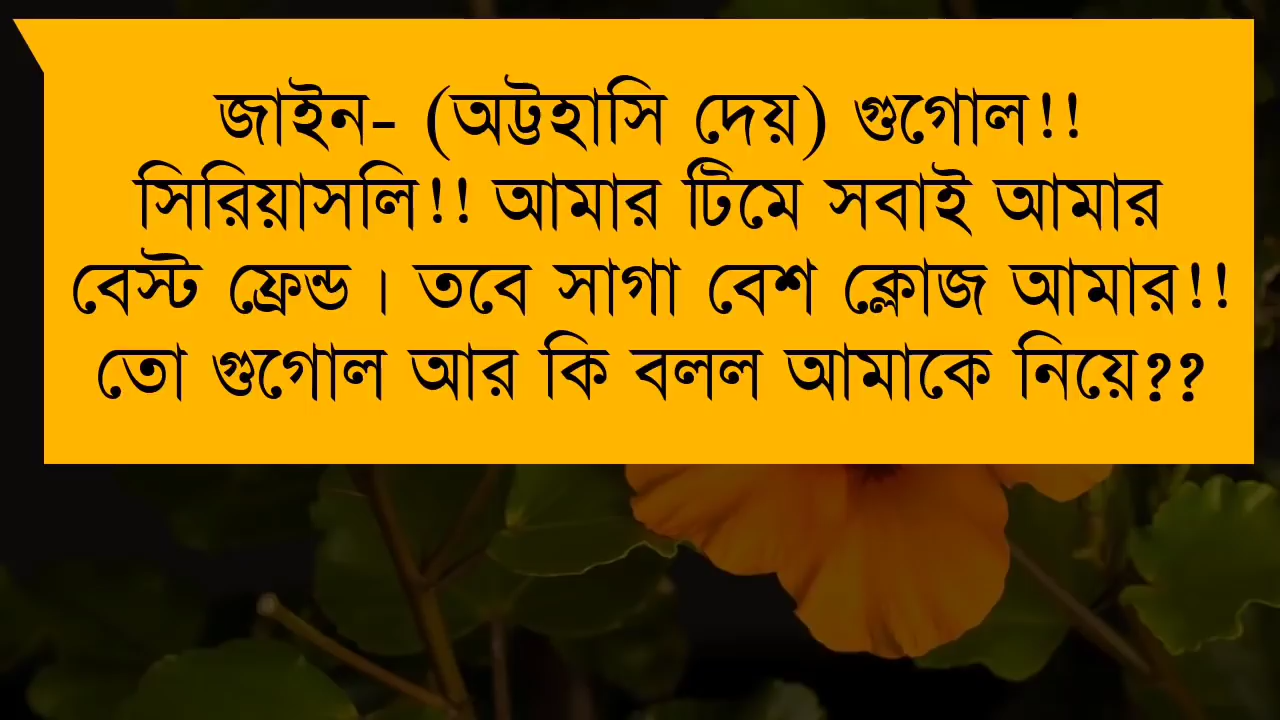 জাইন- (অট্টহাসি দেয়) গুগোল!!
সিরিয়াসলি!! আমার টিমে সবাই আমার
বেস্ট ফ্রেন্ড। তবে সাগা বেশ ক্লোজ আমার!!
তো গুগোল আর কি বলল আমাকে নিয়ে??